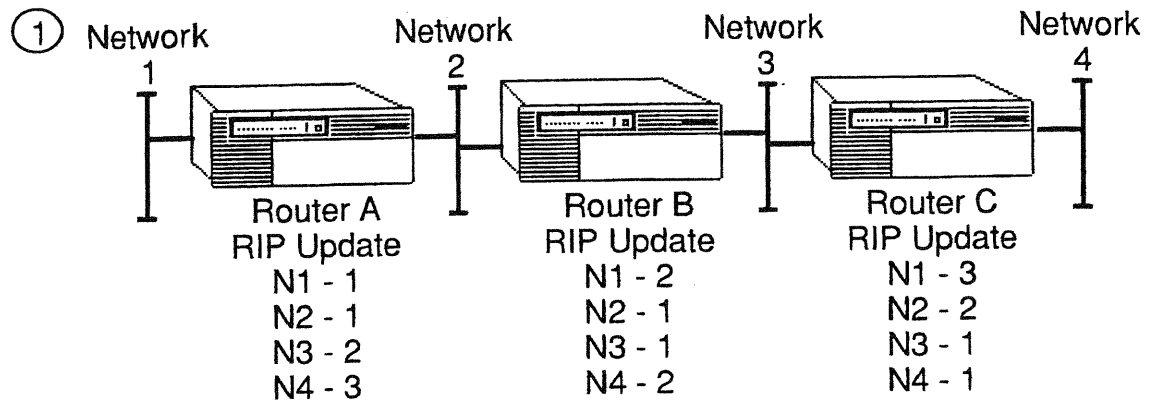 1
Network Network Network Network
1 2 3 4
Router A Router B Router C
RIP Update RIP Update RIP Update
N1 - 1 N1 - 2 N1 - 3
N2 - 1 N2 - 1 N2 - 2
N3 - 2 N3 - 1 N3 - 1
N4 - 3 N4 - 2 N4 - 1